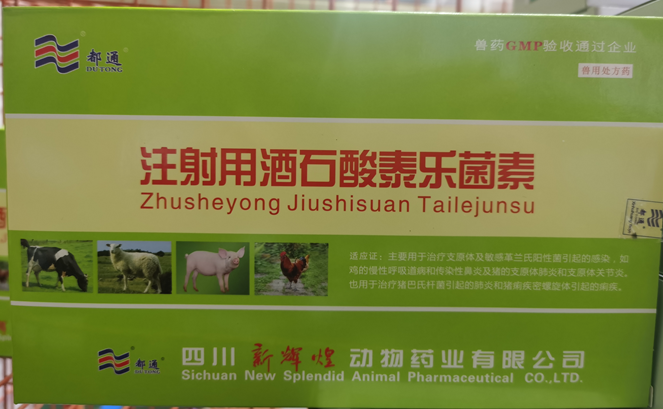 都通
DUTONG
兽药GMP验收通过企业
兽用处方药
注射用酒石酸泰乐菌素
Zhusheyong Jiushisuan Tailejunsu
都通
适应证：主要用于治疗支原体及敏感革兰氏阳性菌引起的感染，如
鸡的慢性呼吸道病和传染性鼻炎及猪的支原体肺炎和支原体关节炎。
也用于治疗猪巴氏杆菌引起的肺炎和猪痢疾密螺旋体引起的痢疾。
都通
DUTONG
四川新辉煌动物药业有限公司
Sichuan New Splendid Animal Pharmaceutical CO.,LTD.